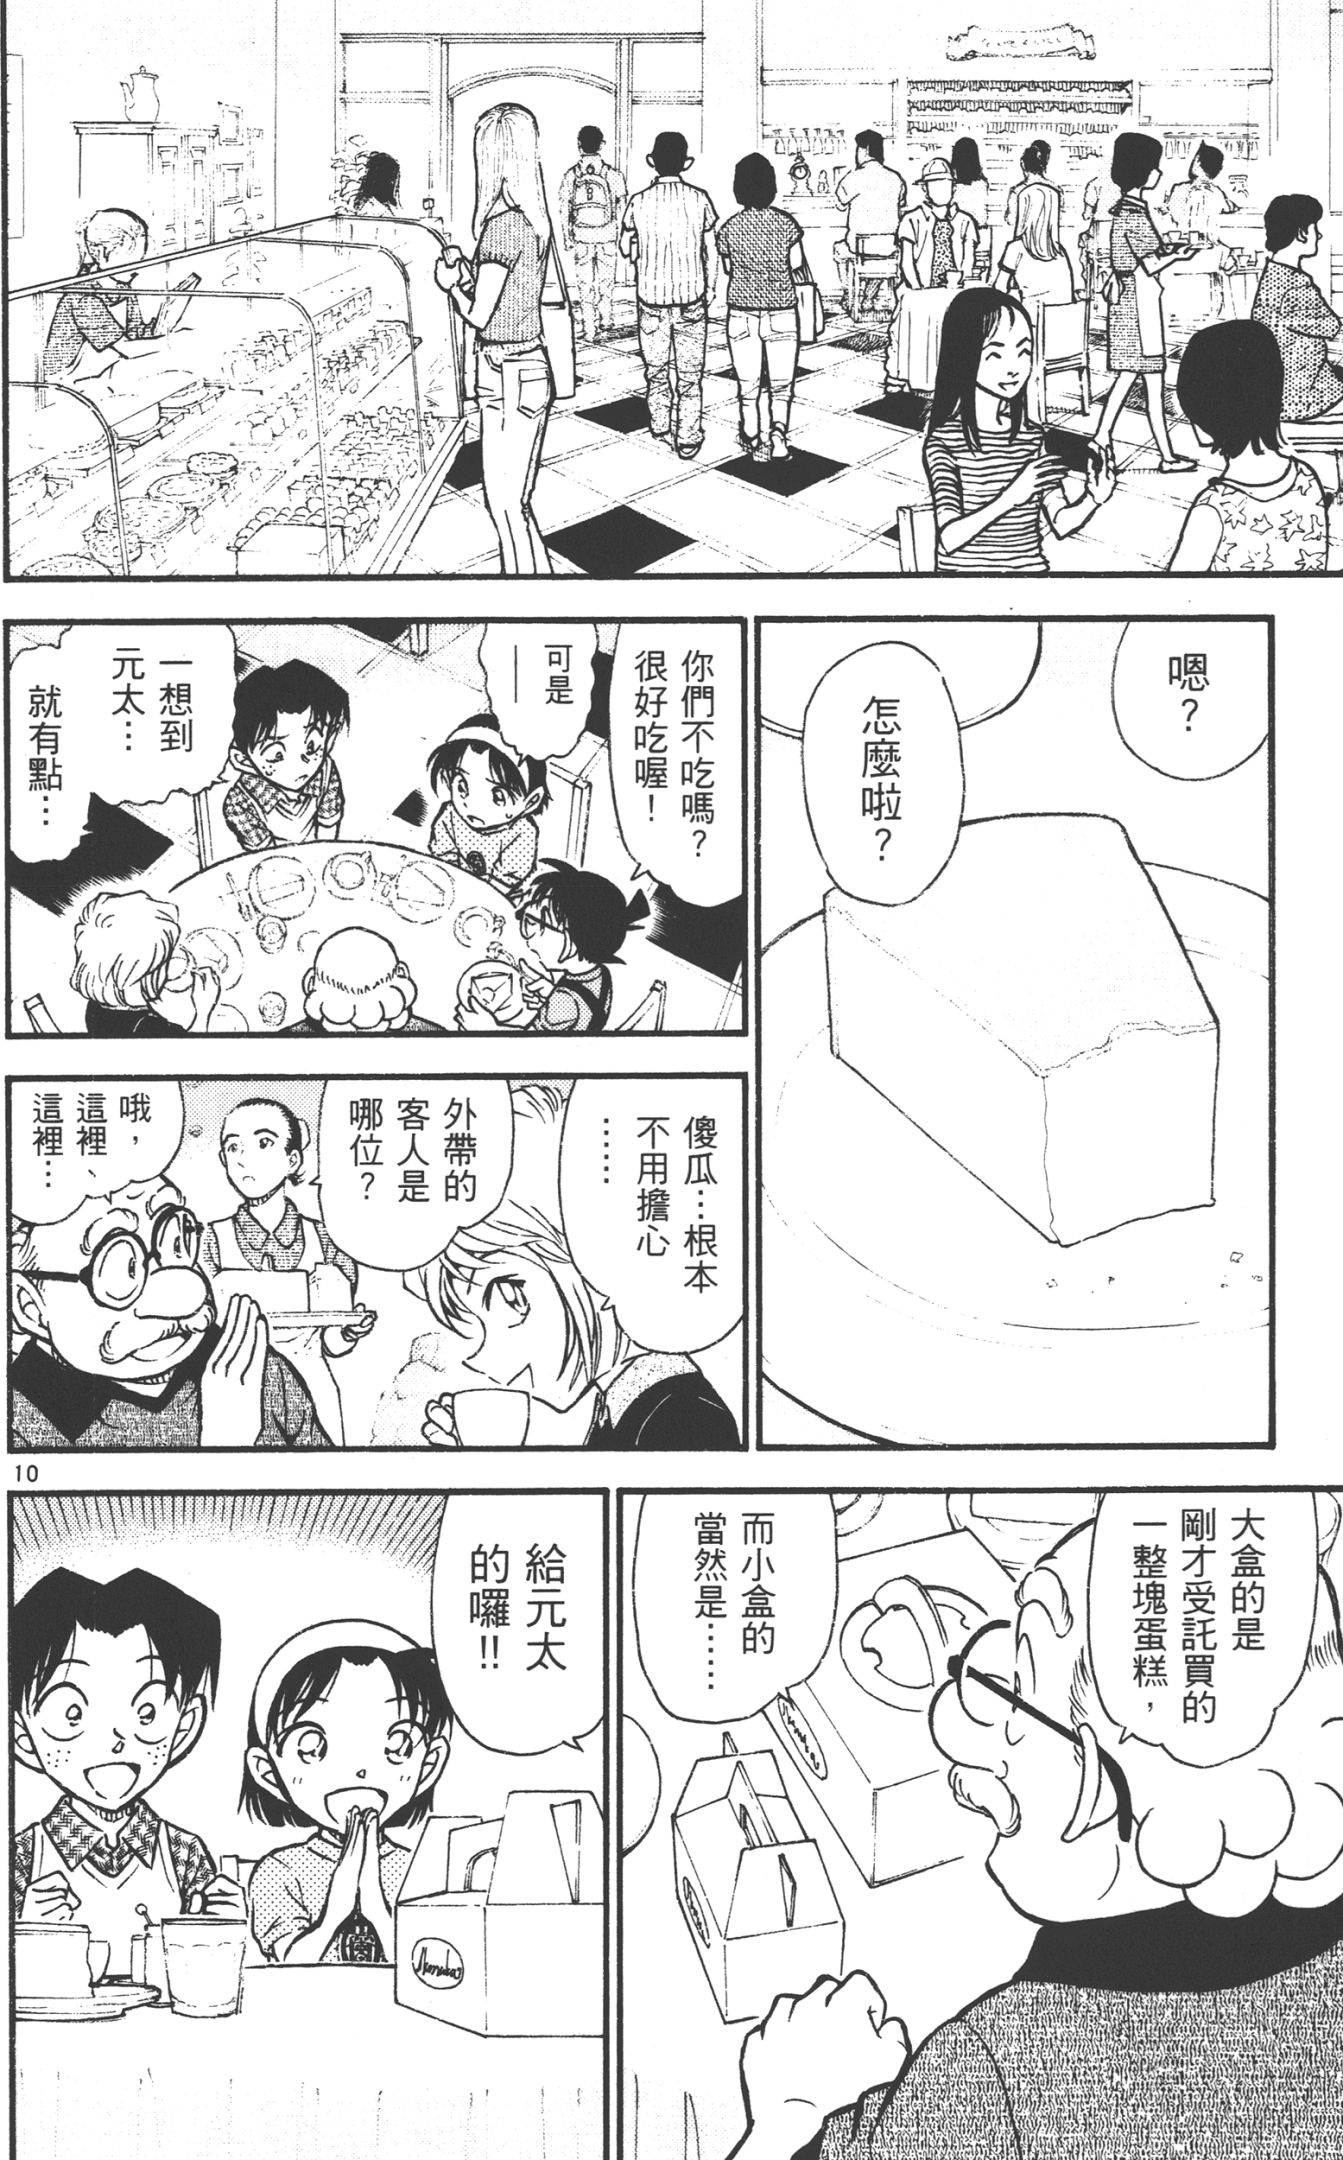 嗯？
怎麼啦？
你們不吃嗎？
很好吃喔！
可是
——
一想到
元太…
就有點…
傻瓜…根本
不用擔心
……
外帶的
客人是
哪位？
哦，
這裡、
這裡…
10
大盒的是
剛才受託買的
一整塊蛋糕，
而小盒的
當然是……
給元太
的囉!!